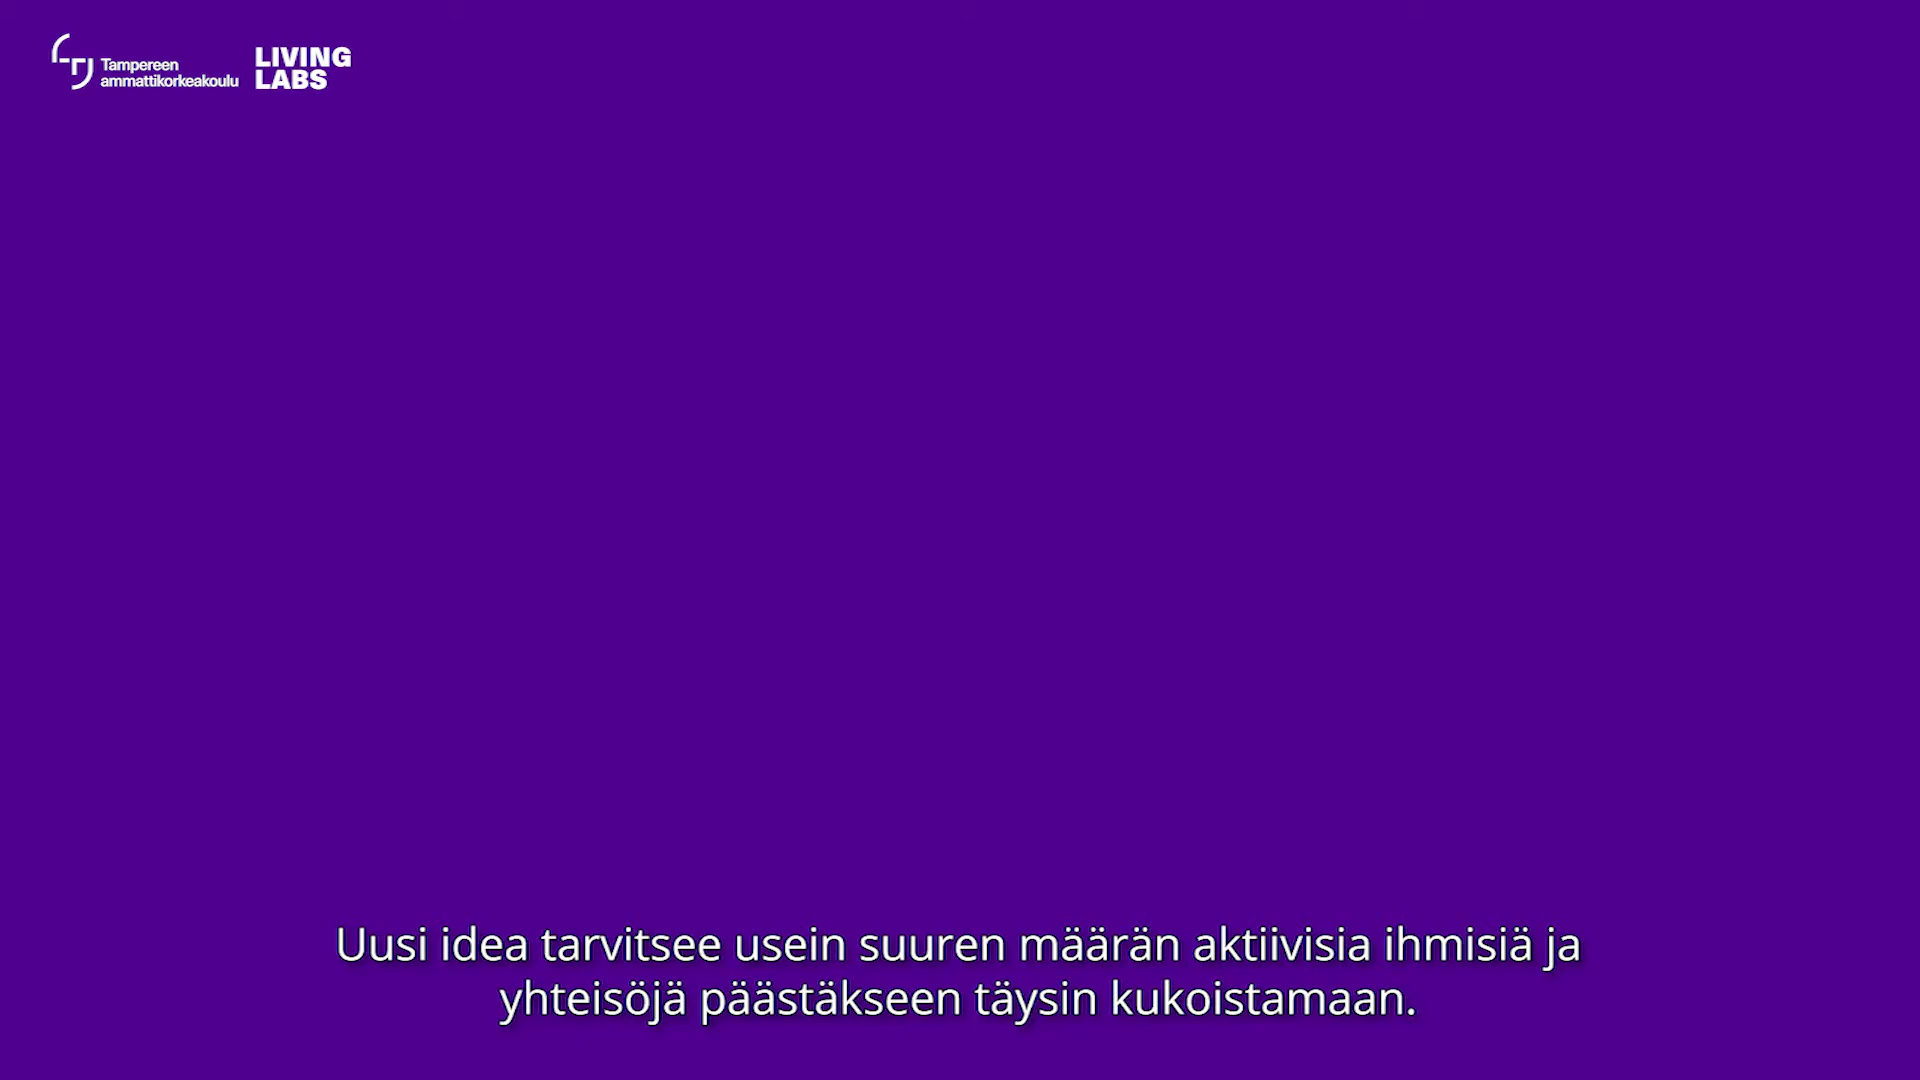 Tampereen
ammattikorkeakoulu
LIVING
LABS
Uusi idea tarvitsee usein suuren määrän aktiivisia ihmisiä ja
yhteisöjä päästäkseen täysin kukoistamaan.